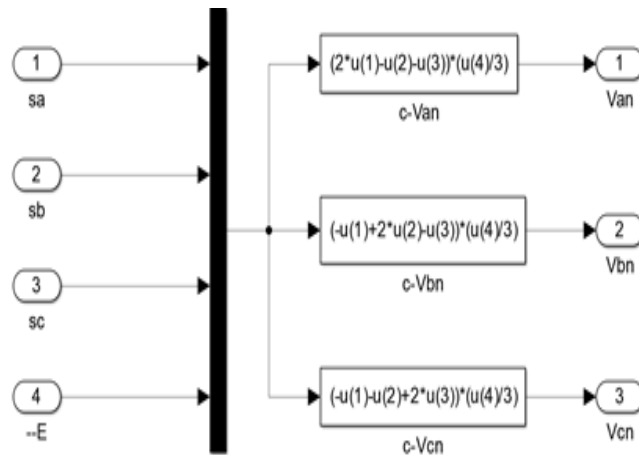 1
sa
2
sb
3
sc
4
--E
(2*u(1)-u(2)-u(3))*(u(4)/3)
c-Van
(-u(1)+2*u(2)-u(3))*(u(4)/3)
c-Vbn
(-u(1)-u(2)+2*u(3))*(u(4)/3)
c-Vcn
1
Van
2
Vbn
3
Vcn